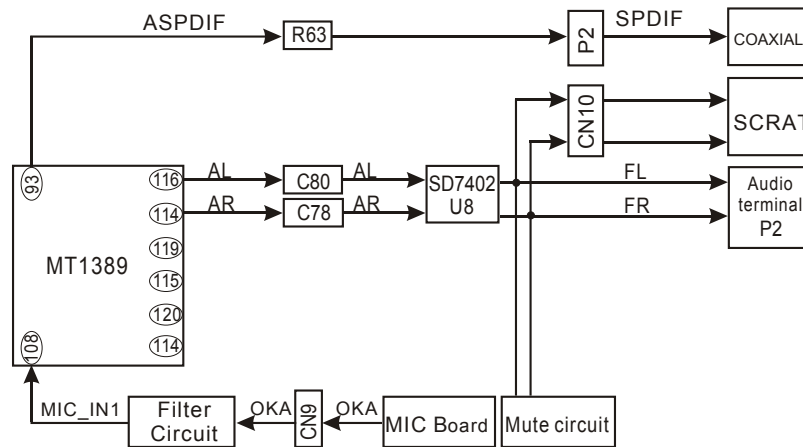 ASPDIF
R63
P2
SPDIF
COAXIAL
CN10
SCRAT
93
116
AL
C80
AL
SD7402
U8
FL
Audio
terminal
P2
114
AR
C78
AR
FR
119
MT1389
115
120
108
114
MIC_IN1
Filter
Circuit
OKA
CN9
OKA
MIC Board
Mute circuit